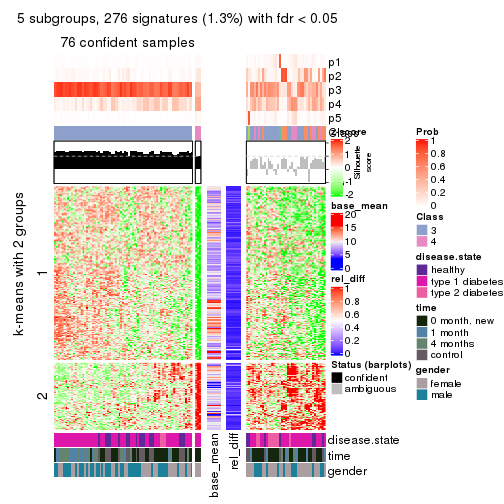 5 subgroups, 276 signatures (1.3%) with fdr < 0.05
76 confident samples
p1
p2
p3
p4
p5
Class
z-score
2
1
0
-1
-2
Silhouette
score
k-means with 2 groups
1
2
base_mean
20
15
10
5
0
rel_diff
1
0.8
0.6
0.4
0.2
0
Status (barplots)
confident
ambiguous
Prob
1
0.8
0.6
0.4
0.2
0
Class
3
4
disease.state
healthy
type 1 diabetes
type 2 diabetes
time
0 month. new
1 month
4 months
control
gender
female
male
disease.state
time
gender
base_mean
rel_diff